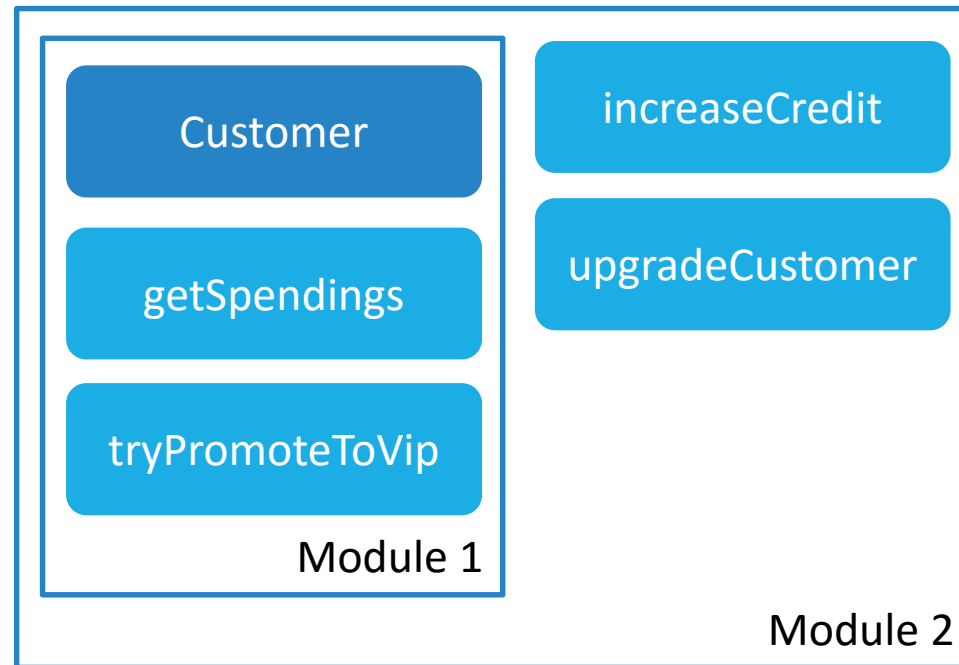 Customer
getSpendings
tryPromoteToVip
Module 1
increaseCredit
upgradeCustomer
Module 2